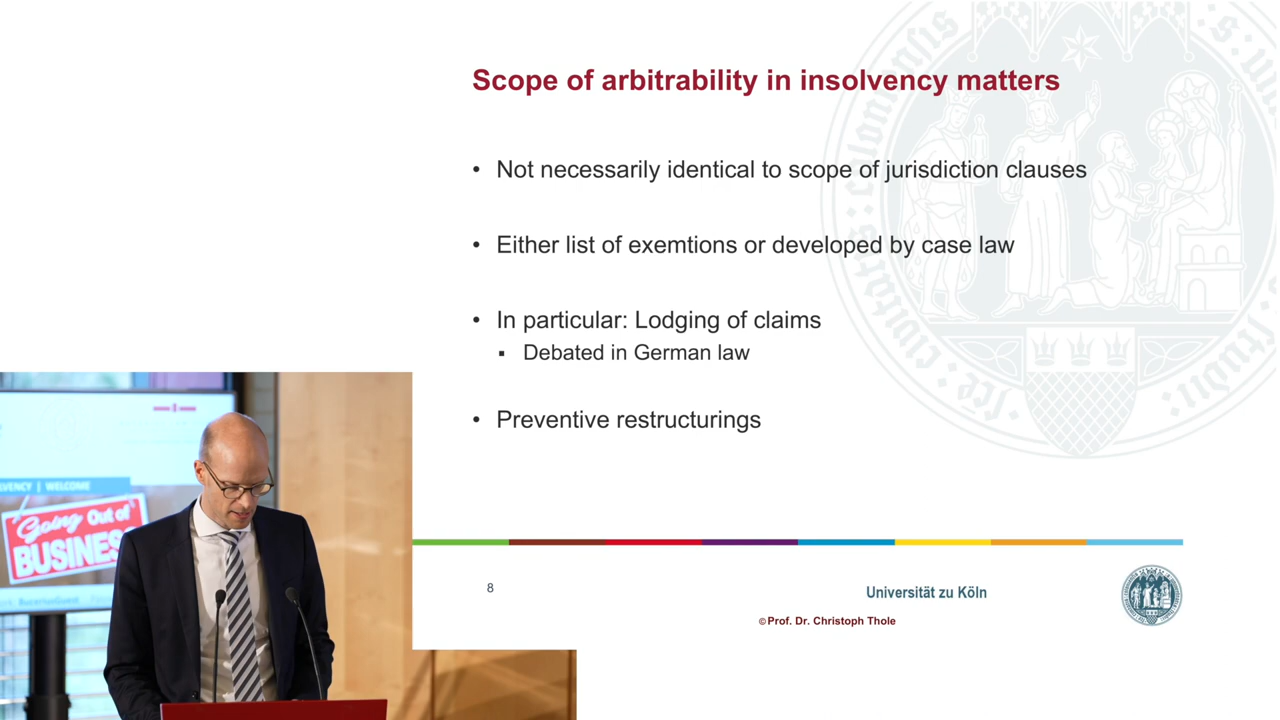 Scope of arbitrability in insolvency matters
• Not necessarily identical to scope of jurisdiction clauses
• Either list of exemtions or developed by case law
• In particular: Lodging of claims
▪ Debated in German law
• Preventive restructurings
VENCY | WELCOME
Going Out of
BUSINES
8
Universität zu Köln
© Prof. Dr. Christoph Thole